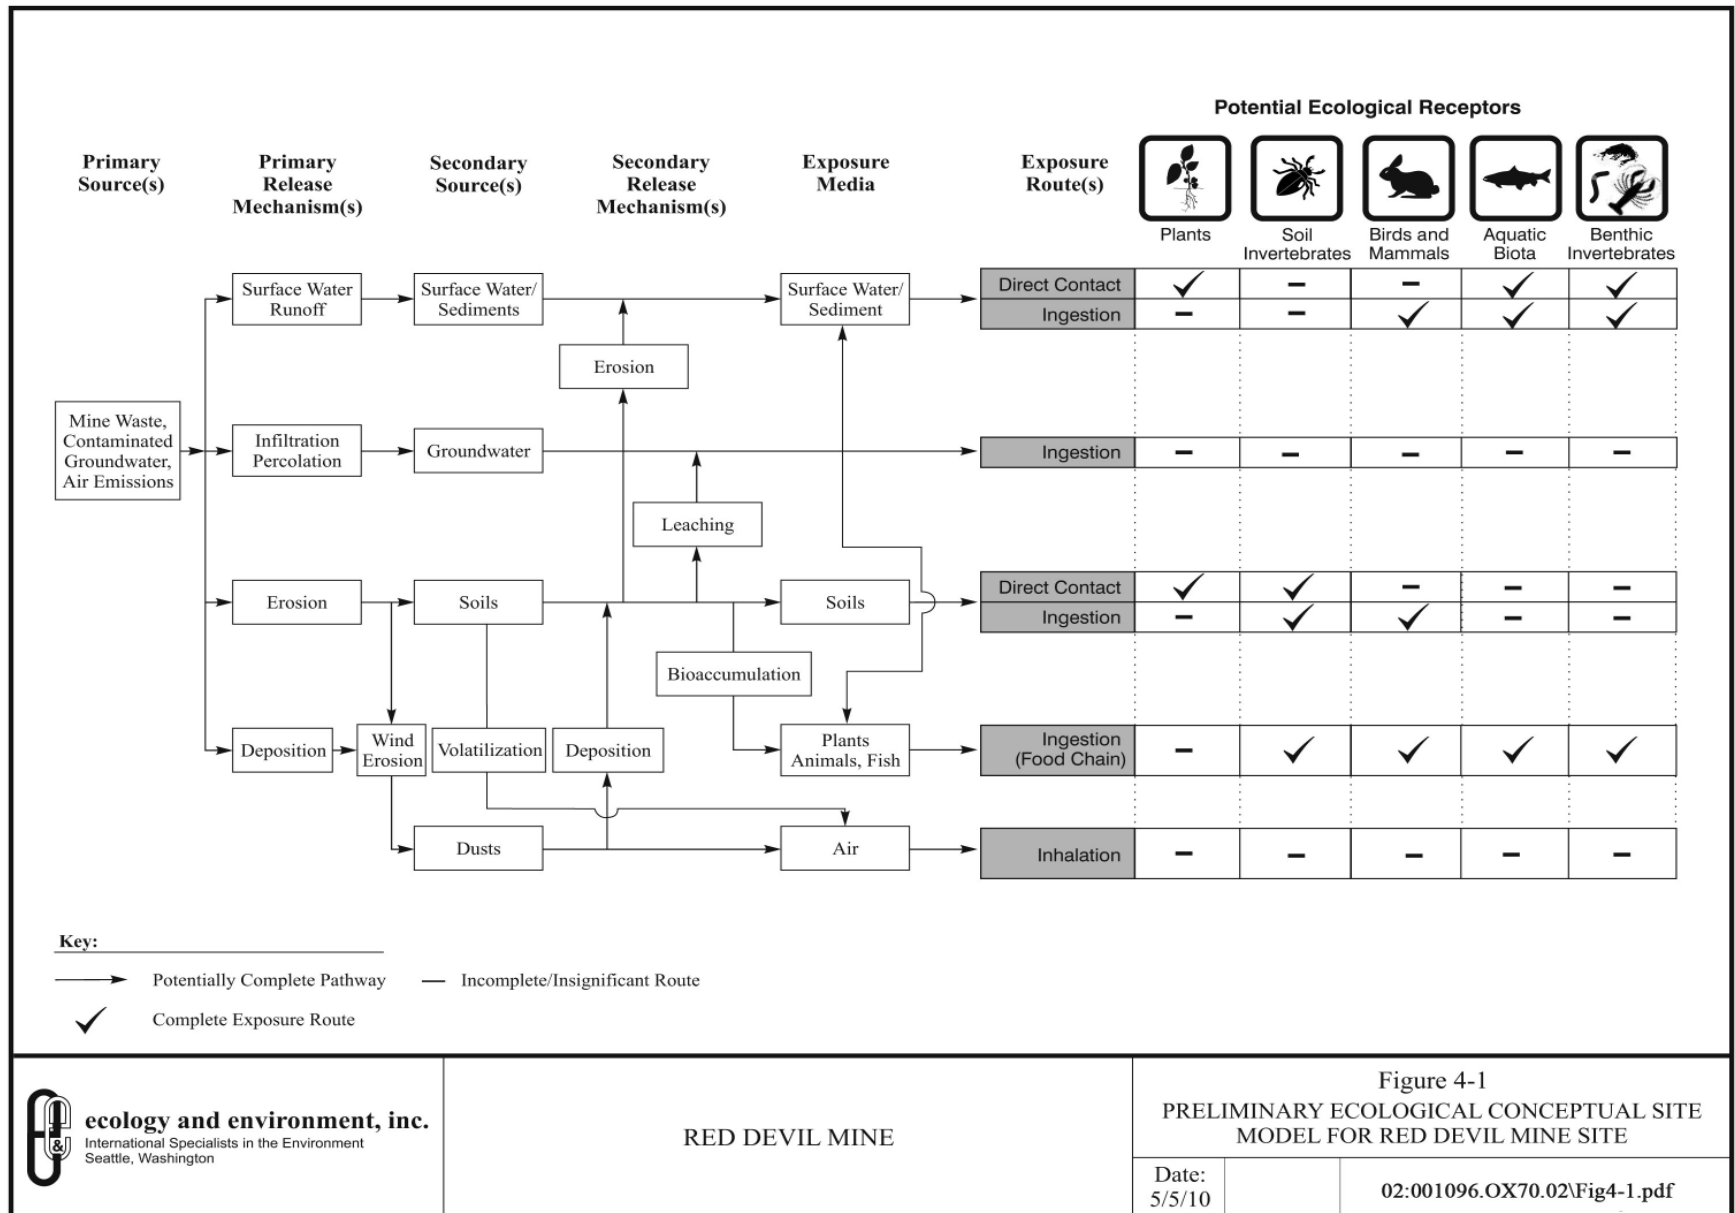 Potential Ecological Receptors
Primary
Source(s)
Primary
Release
Mechanism(s)
Secondary
Source(s)
Secondary
Release
Mechanism(s)
Exposure
Media
Exposure
Route(s)
Plants
Soil
Invertebrates
Birds and
Mammals
Aquatic
Biota
Benthic
Invertebrates
Mine Waste,
Contaminated
Groundwater,
Air Emissions
Surface Water
Runoff
Surface Water/
Sediments
Erosion
Surface Water/
Sediment
Direct Contact
Ingestion
Infiltration
Percolation
Groundwater
Leaching
Ingestion
Erosion
Soils
Soils
Direct Contact
Ingestion
Bioaccumulation
Deposition
Wind
Erosion
Volatilization
Deposition
Plants
Animals, Fish
Ingestion
(Food Chain)
Dusts
Air
Inhalation
Key:
Potentially Complete Pathway
Incomplete/Insignificant Route
Complete Exposure Route
E & E
ecology and environment, inc.
International Specialists in the Environment
Seattle, Washington
RED DEVIL MINE
Figure 4-1
PRELIMINARY ECOLOGICAL CONCEPTUAL SITE
MODEL FOR RED DEVIL MINE SITE
Date:
5/5/10
02:001096.OX70.02\Fig4-1.pdf